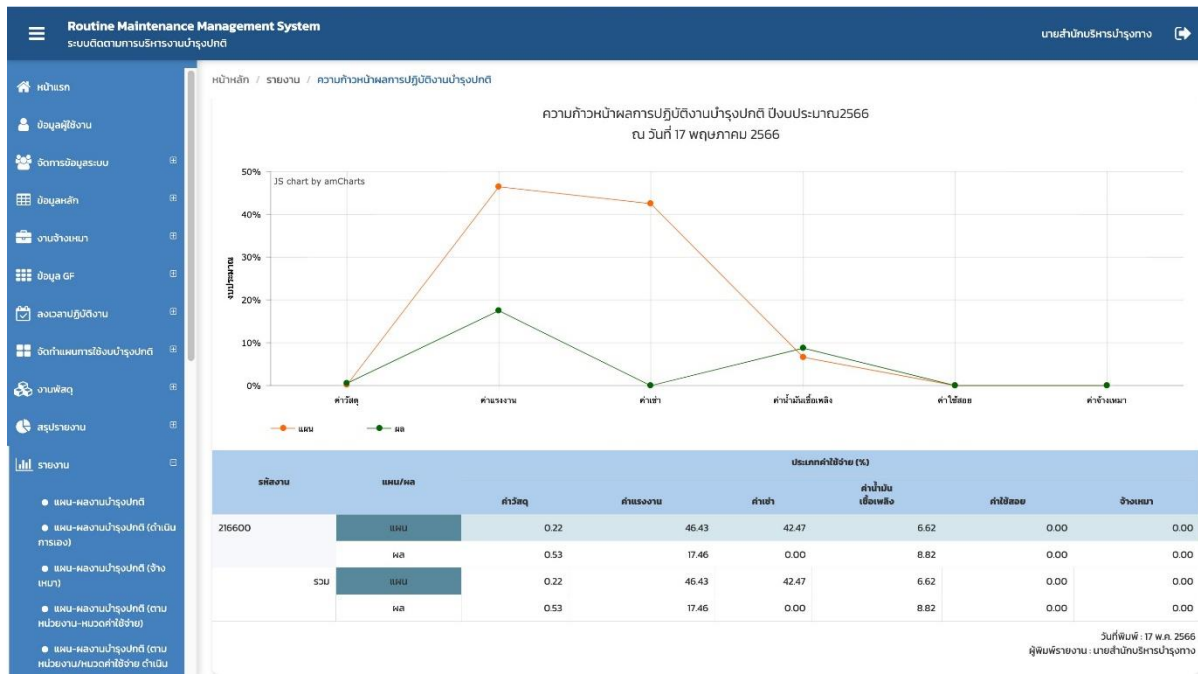 Routine Maintenance Management System
ระบบติดตามการบริหารงานบำรุงปกติ
นายสำนักบริหารบำรุงทาง
หน้าหลัก / รายงาน / ความก้าวหน้าผลการปฏิบัติงานบำรุงปกติ
หน้าแรก
ข้อมูลผู้ใช้งาน
จัดการข้อมูลระบบ
ข้อมูลหลัก
งานจ้างเหมา
ข้อมูล GF
ลงเวลาปฏิบัติงาน
จัดทำแผนการใช้งบบำรุงปกติ
งานพัสดุ
สรุปรายงาน
รายงาน
แผน-ผลงานบำรุงปกติ
แผน-ผลงานบำรุงปกติ (ดำเนิน
การเอง)
แผน-ผลงานบำรุงปกติ (จ้าง
เหมา)
แผน-ผลงานบำรุงปกติ (ตาม
หน่วยงาน-หมวดค่าใช้จ่าย)
แผน-ผลงานบำรุงปกติ (ตาม
หน่วยงาน/หมวดค่าใช้จ่าย ดำเนิน
ความก้าวหน้าผลการปฏิบัติงานบำรุงปกติ ปีงบประมาณ2566
ณ วันที่ 17 พฤษภาคม 2566
JS chart by amCharts
50%
40%
30%
20%
10%
0%
งบประมาณ
ค่าวัสดุ ค่าแรงงาน ค่าเช่า ค่าน้ำมันเชื้อเพลิง ค่าใช้สอย ค่าจ้างเหมา
แผน ผล
รหัสงาน แผน/ผล ประเภทค่าใช้จ่าย (%)
ค่าวัสดุ ค่าแรงงาน ค่าเช่า ค่าน้ำมัน
เชื้อเพลิง ค่าใช้สอย จ้างเหมา
216600 แผน 0.22 46.43 42.47 6.62 0.00 0.00
ผล 0.53 17.46 0.00 8.82 0.00 0.00
รวม แผน 0.22 46.43 42.47 6.62 0.00 0.00
ผล 0.53 17.46 0.00 8.82 0.00 0.00
วันที่พิมพ์ : 17 พ.ค. 2566
ผู้พิมพ์รายงาน : นายสำนักบริหารบำรุงทาง